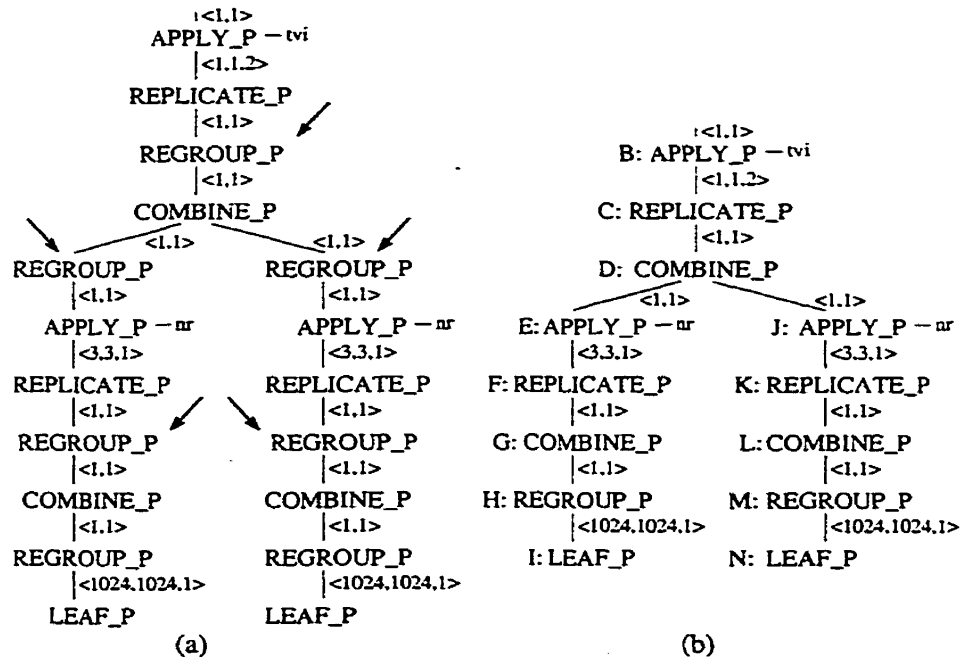 <1.1>
APPLY_P — tvi
<1.1.2>
REPLICATE_P
<1.1>
REGROUP_P
<1,1>
COMBINE_P
<1.1> <1.1>
REGROUP_P REGROUP_P
<1.1> <1.1>
APPLY_P — nr APPLY_P — nr
<3.3.1> <3.3.1>
REPLICATE_P REPLICATE_P
<1.1> <1.1>
REGROUP_P REGROUP_P
<1.1> <1.1>
COMBINE_P COMBINE_P
<1.1> <1.1>
REGROUP_P REGROUP_P
<1024.1024.1> <1024,1024.1>
LEAF_P LEAF_P
(a)
<1.1>
B: APPLY_P — tvi
<1.1.2>
C: REPLICATE_P
<1.1>
D: COMBINE_P
<1.1> <1.1>
E: APPLY_P — nr J: APPLY_P — nr
<3.3.1> <3.3.1>
F: REPLICATE_P K: REPLICATE_P
<1.1> <1.1>
G: COMBINE_P L: COMBINE_P
<1.1> <1.1>
H: REGROUP_P M: REGROUP_P
<1024.1024.1> <1024.1024.1>
I: LEAF_P N: LEAF_P
(b)